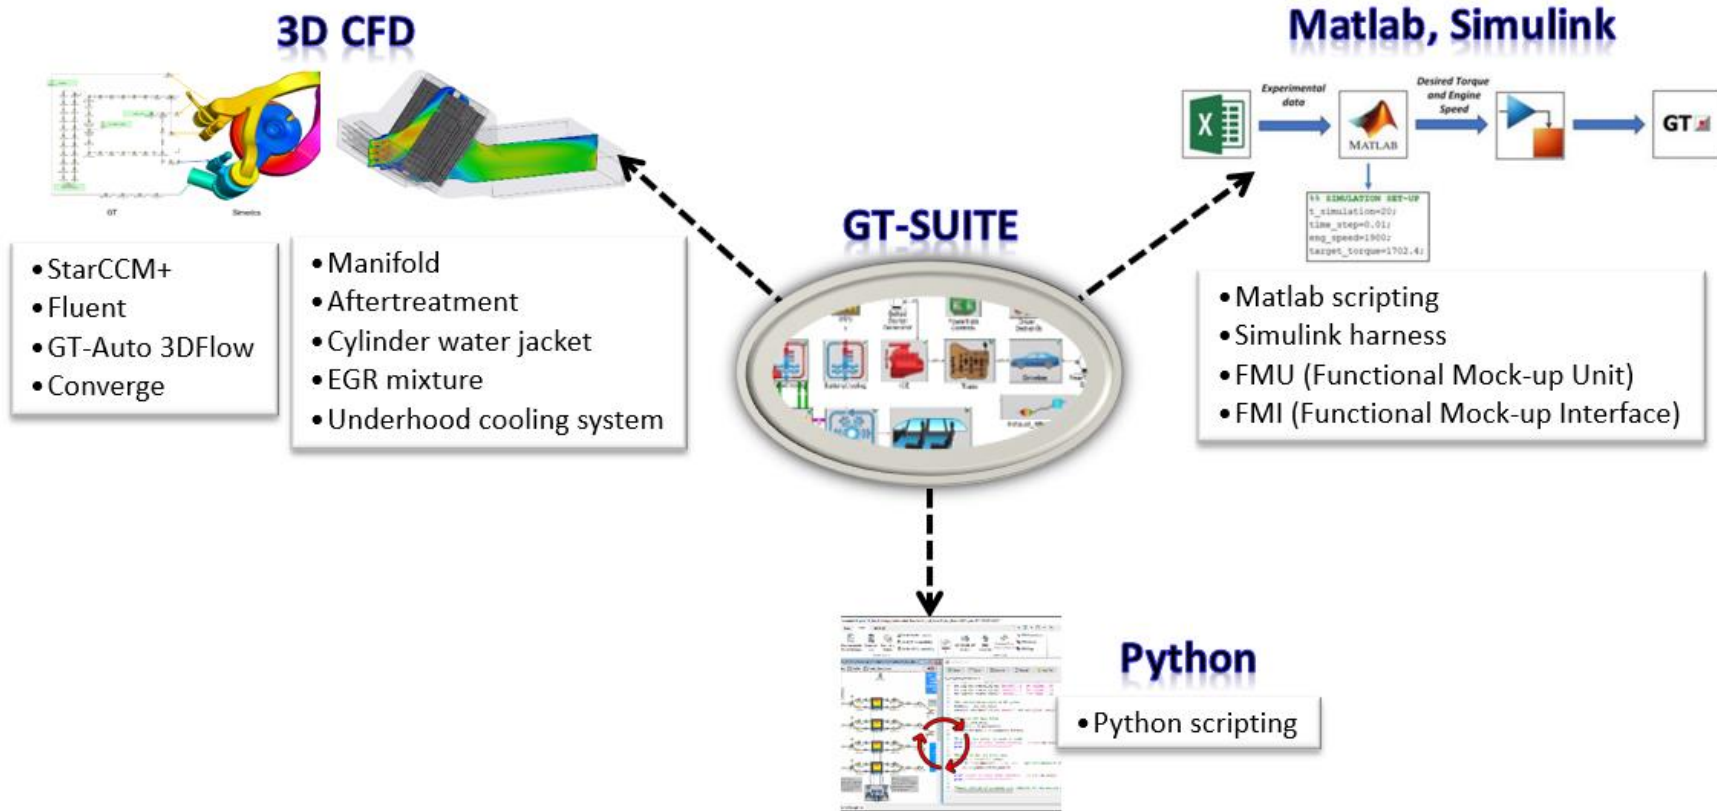 3D CFD
GT
Simerics
• StarCCM+
• Fluent
• GT-Auto 3DFlow
• Converge
• Manifold
• Aftertreatment
• Cylinder water jacket
• EGR mixture
• Underhood cooling system
GT-SUITE
Matlab, Simulink
Experimental
data
Desired Torque
and Engine
Speed
X
MATLAB
GT
%% SIMULATION SET-UP
t_simulation=20;
time_step=0.01;
eng_speed=1900;
target_torque=1702.4;
• Matlab scripting
• Simulink harness
• FMU (Functional Mock-up Unit)
• FMI (Functional Mock-up Interface)
Python
• Python scripting